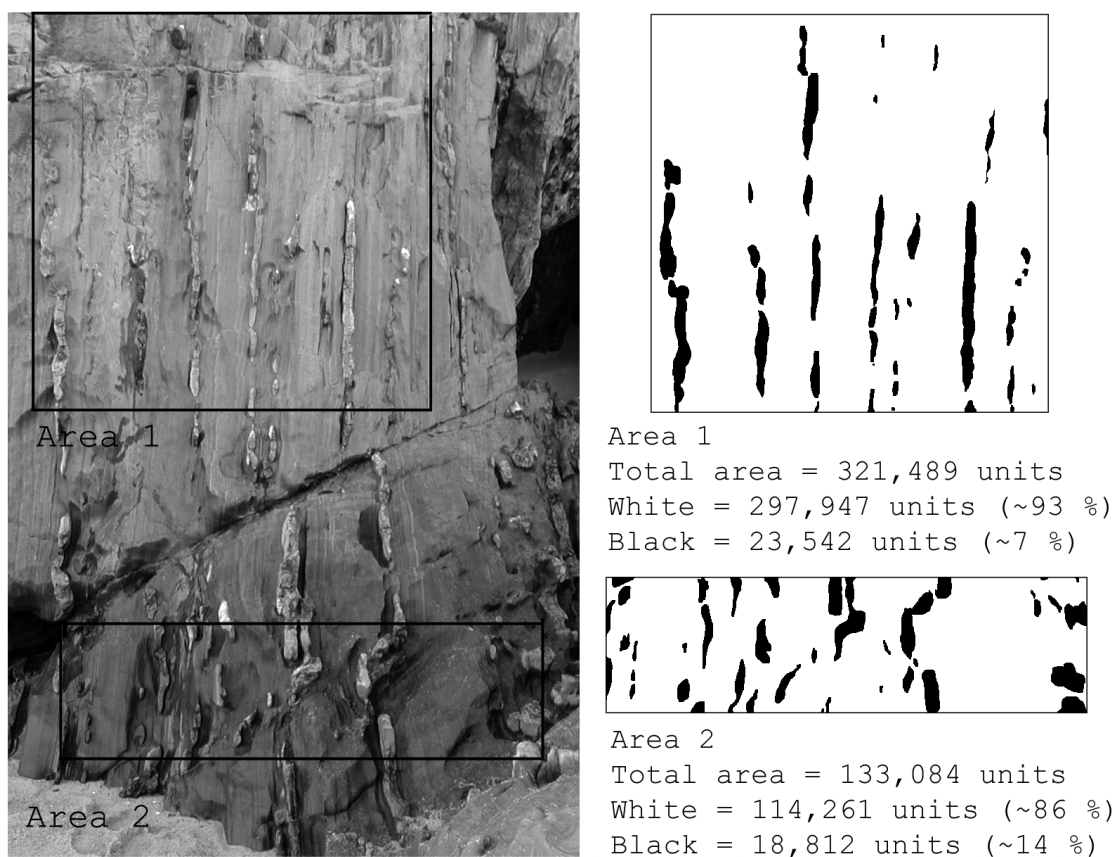 Area 1
Area 2
Area 1
Total area = 321,489 units
White = 297,947 units (~93 %)
Black = 23,542 units (~7 %)
Area 2
Total area = 133,084 units
White = 114,261 units (~86 %)
Black = 18,812 units (~14 %)